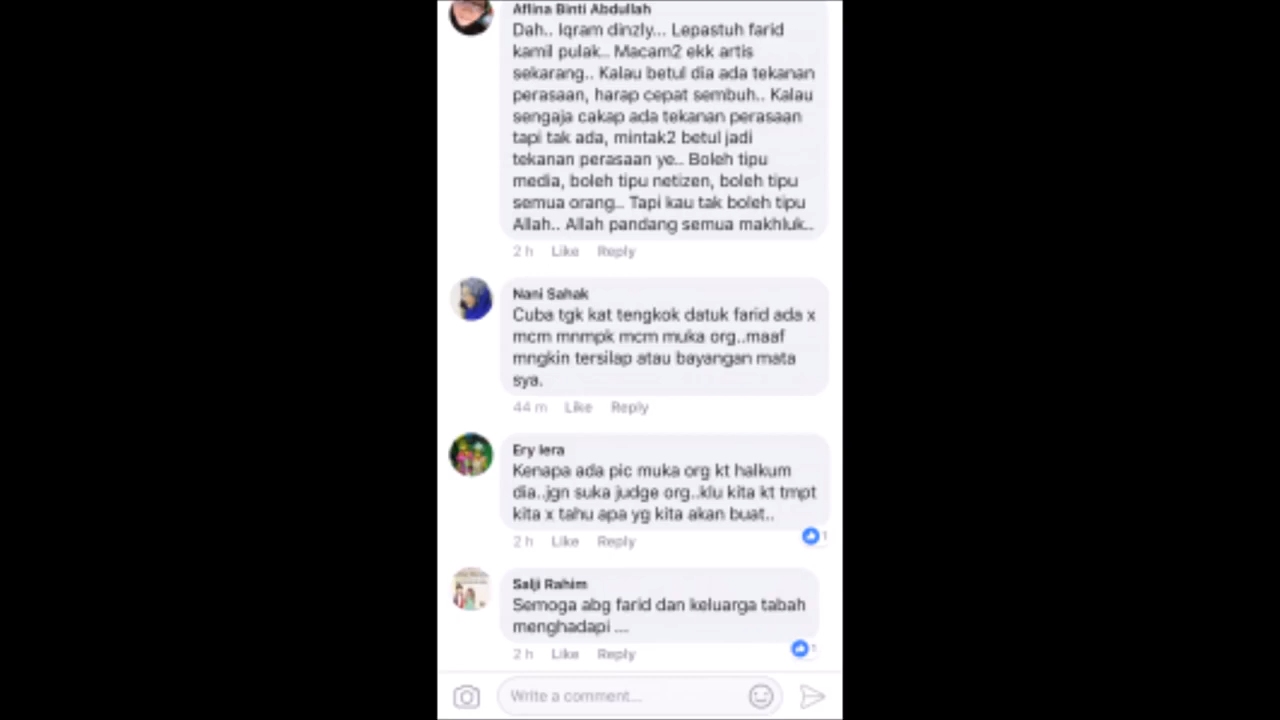 Aflina Binti Abdullah
Dah.. Iqram dinzly... Lepastuh farid
kamil pulak.. Macam2 ekk artis
sekarang.. Kalau betul dia ada tekanan
perasaan, harap cepat sembuh.. Kalau
sengaja cakap ada tekanan perasaan
tapi tak ada, mintak2 betul jadi
tekanan perasaan ye.. Boleh tipu
media, boleh tipu netizen, boleh tipu
semua orang.. Tapi kau tak boleh tipu
Allah.. Allah pandang semua makhluk..
2 h Like Reply
Nani Sahak
Cuba tgk kat tengkok datuk farid ada x
mcm mnmpk mcm muka org..maaf
mngkin tersilap atau bayangan mata
sya.
44 m Like Reply
Ery Iera
Kenapa ada pic muka org kt halkum
dia..jgn suka judge org..klu kita kt tmpt
kita x tahu apa yg kita akan buat..
2 h Like Reply 1
Salji Rahim
Semoga abg farid dan keluarga tabah
menghadapi ...
2 h Like Reply 1
Write a comment...